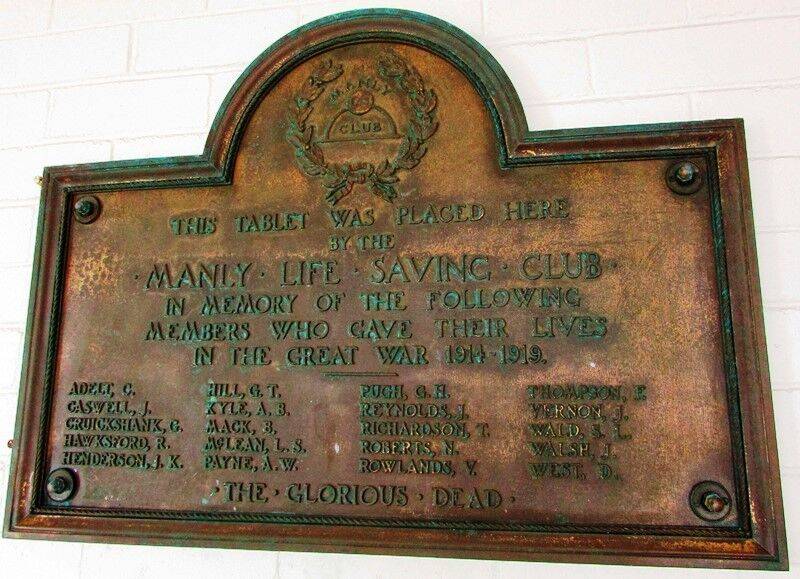 MANLY
CLUB
THIS TABLET WAS PLACED HERE
BY THE
· MANLY · LIFE · SAVING · CLUB ·
IN MEMORY OF THE FOLLOWING
MEMBERS WHO GAVE THEIR LIVES
IN THE GREAT WAR 1914-1919.
ADELT, C. HILL, G. T. PUGH, G. H. THOMPSON, F.
CASWELL, J. KYLE, A. B. REYNOLDS, J. VERNON, J.
CRUICKSHANK, G. MACK, B. RICHARDSON, T. WALD, S. L.
HAWKSFORD, R. McLEAN, L. S. ROBERTS, N. WALSH, J.
HENDERSON, J. K. PAYNE, A. W. ROWLANDS, V. WEST, D.
· THE · GLORIOUS · DEAD ·